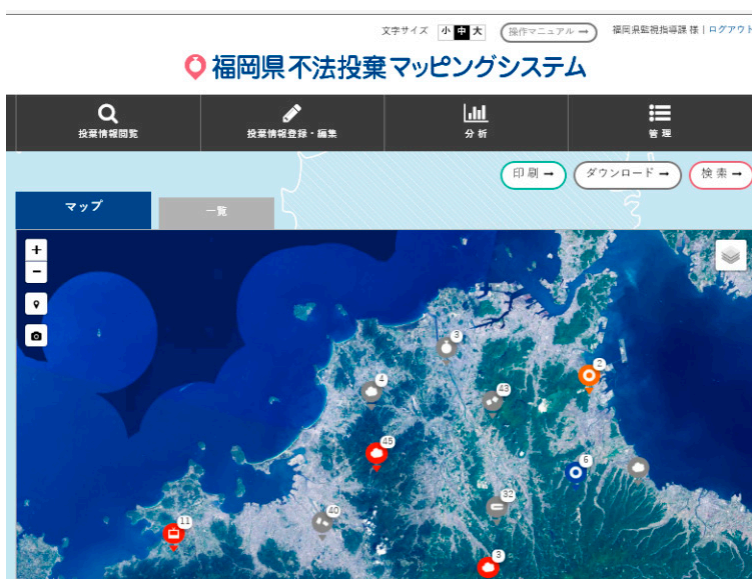 文字サイズ 小 中 大 操作マニュアル→ 福岡県監視指導課 様 | ログアウト
福岡県不法投棄マッピングシステム
投棄情報閲覧 投棄情報登録・編集 分析 管理
印刷→ ダウンロード→ 検索→
マップ 一覧
+
−
3
2
4
43
45
6
32
40
11
3